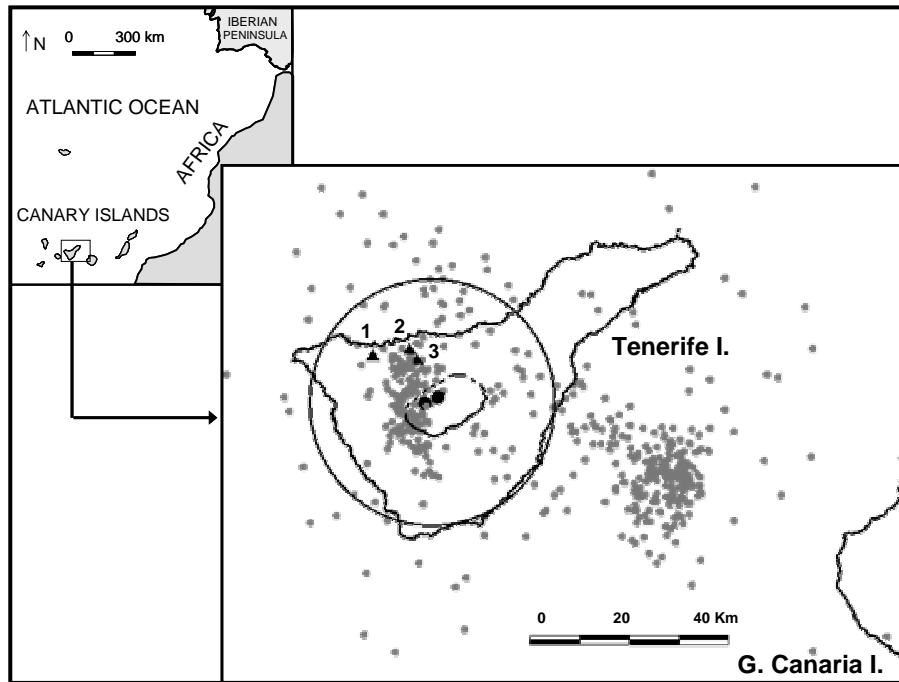 IBERIAN
PENINSULA
↑N
0 300 km
ATLANTIC OCEAN
AFRICA
CANARY ISLANDS
1
2
3
Tenerife I.
0 20 40 Km
G. Canaria I.